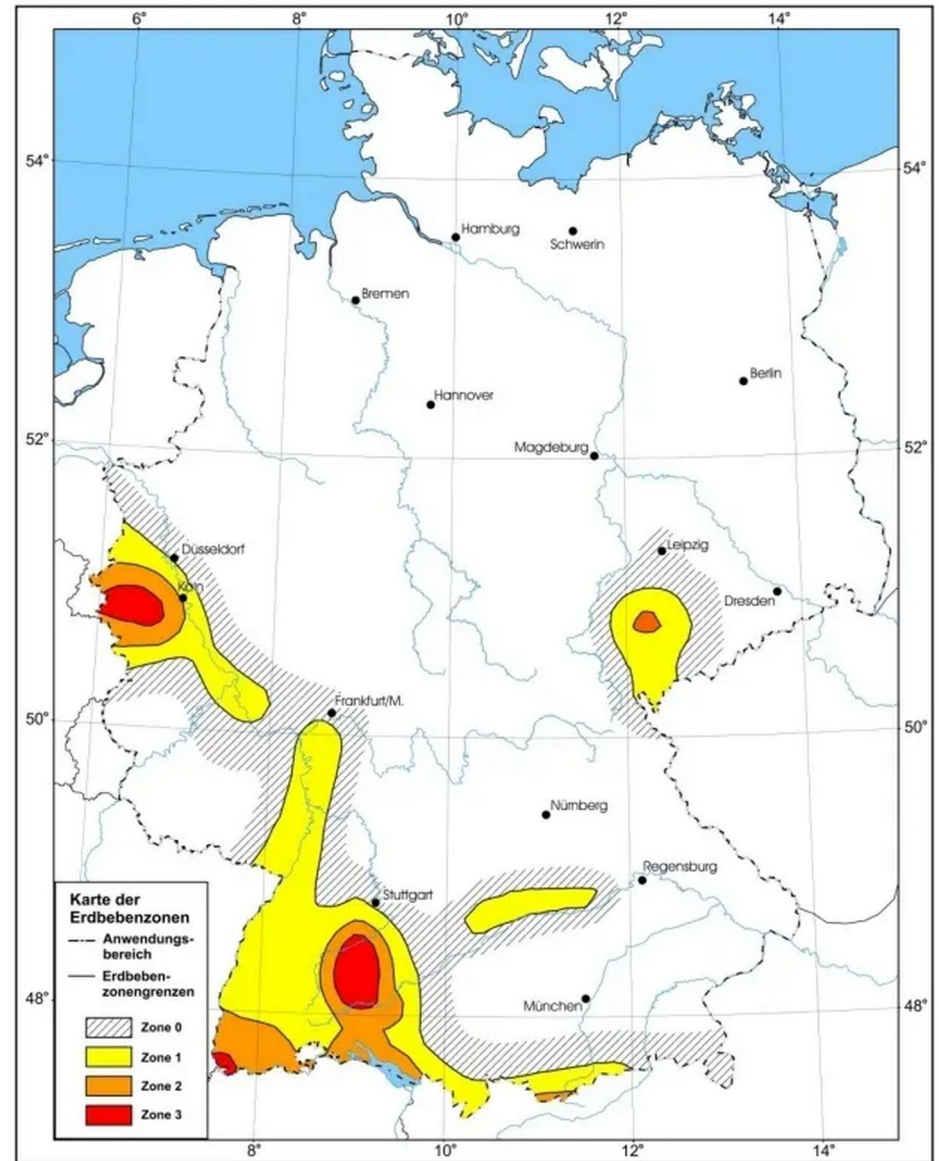 6° 10° 12° 14°
54° 54°
Hamburg
Schwerin
Bremen
Berlin
Hannover
52° 52°
Magdeburg
Düsseldorf
Leipzig
Köln
Dresden
50° 50°
Frankfurt/M.
Nürnberg
Regensburg
Stuttgart
48°
München
48°
Karte der
Erdbebenzonen
Anwendungs-
bereich
Erdbeben-
zonengrenzen
Zone 0
Zone 1
Zone 2
Zone 3
8° 10° 12° 14°